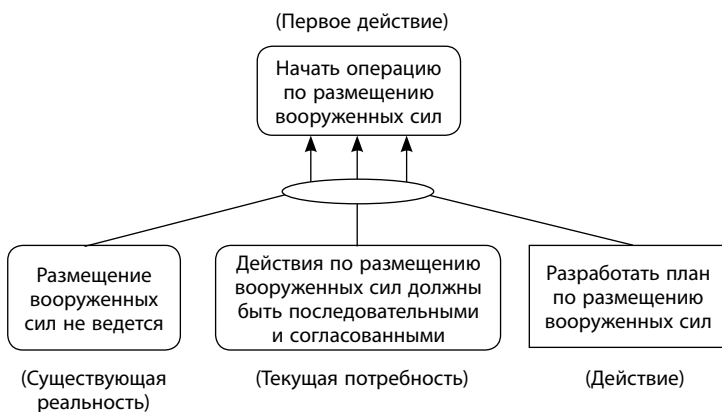 (Первое действие)
Начать операцию
по размещению
вооруженных сил
Размещение
вооруженных
сил не ведется
Действия по размещению
вооруженных сил должны
быть последовательными
и согласованными
Разработать план
по размещению
вооруженных сил
(Существующая
реальность)
(Текущая потребность)
(Действие)